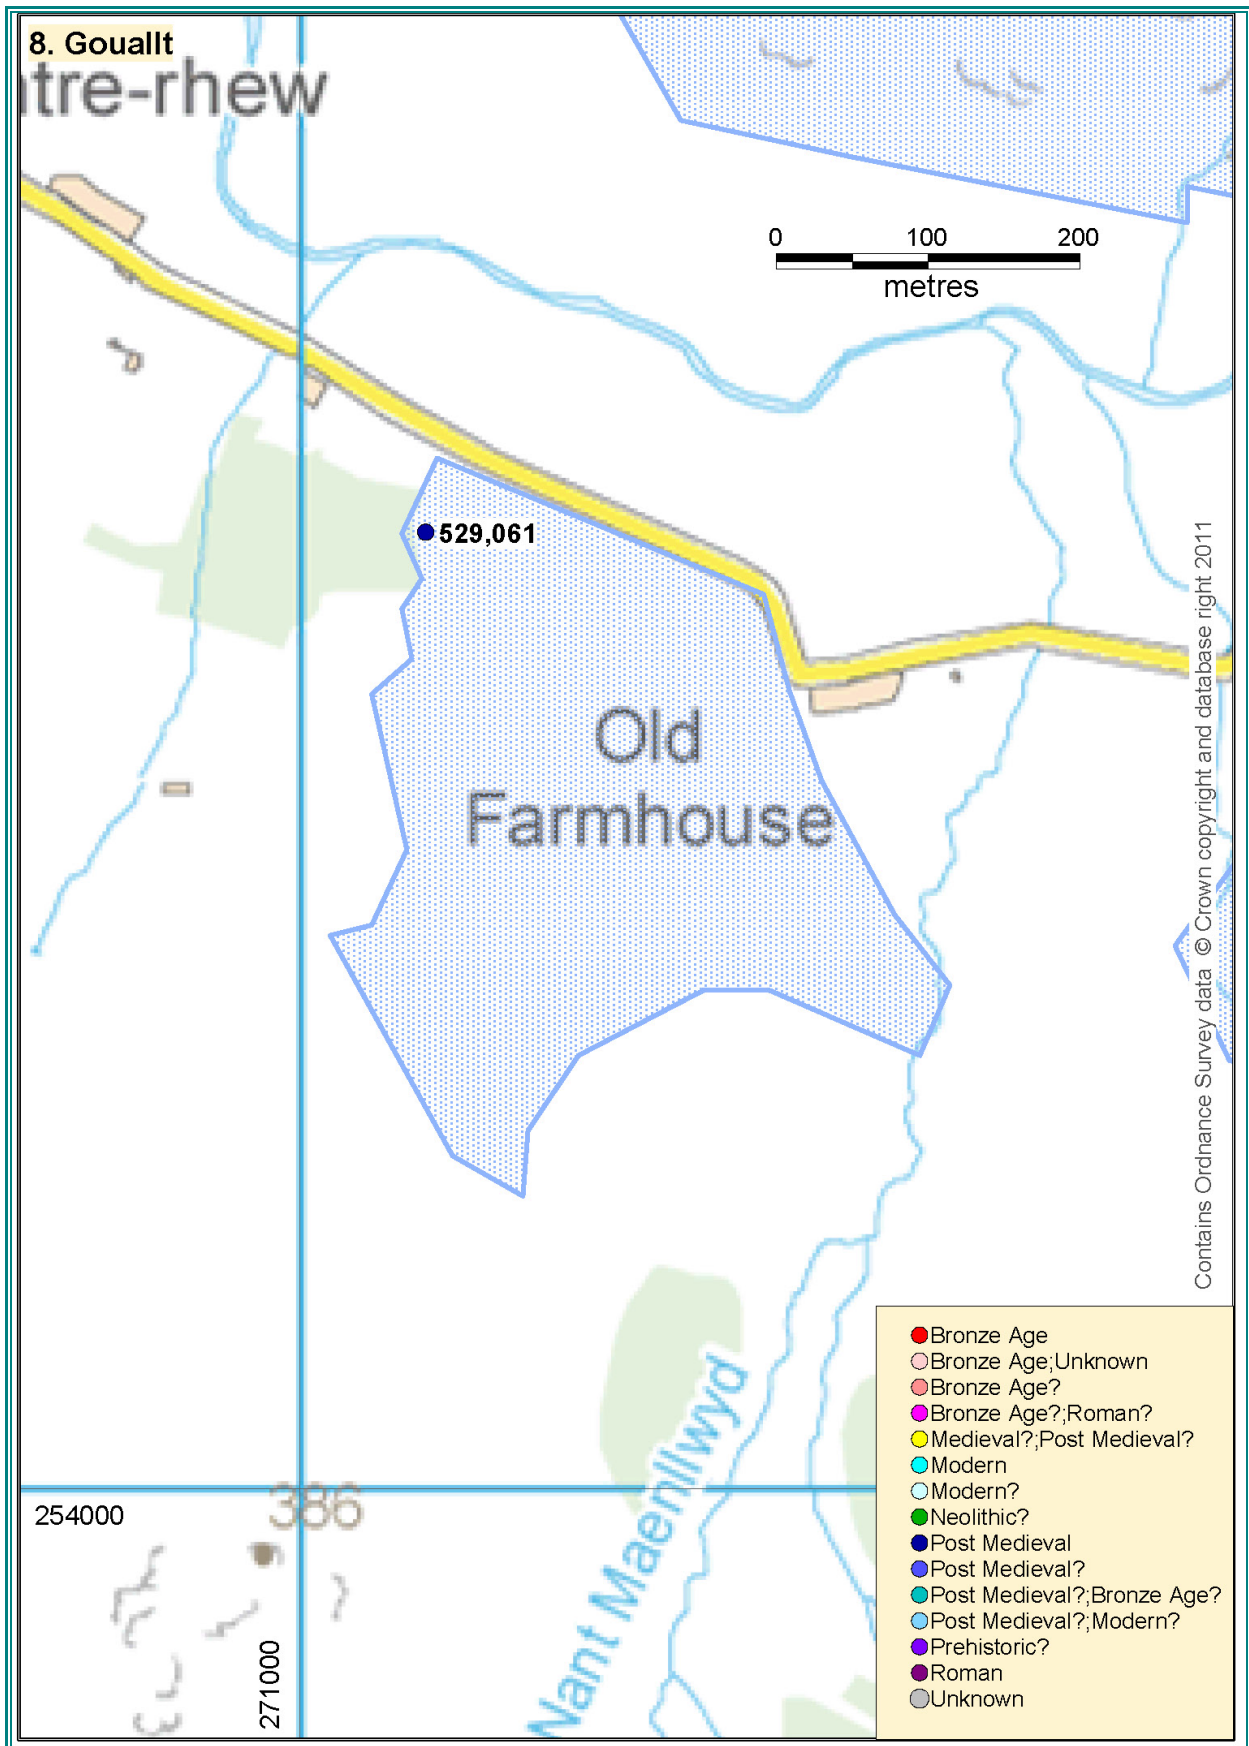 8. Gouallt
ntre-rhew
0 100 200
metres
529,061
Old
Farmhouse
Contains Ordnance Survey data © Crown copyright and database right 2011
Nant Maenllwyd
254000
386
271000
Bronze Age
Bronze Age;Unknown
Bronze Age?
Bronze Age?;Roman?
Medieval?;Post Medieval?
Modern
Modern?
Neolithic?
Post Medieval
Post Medieval?
Post Medieval?;Bronze Age?
Post Medieval?;Modern?
Prehistoric?
Roman
Unknown